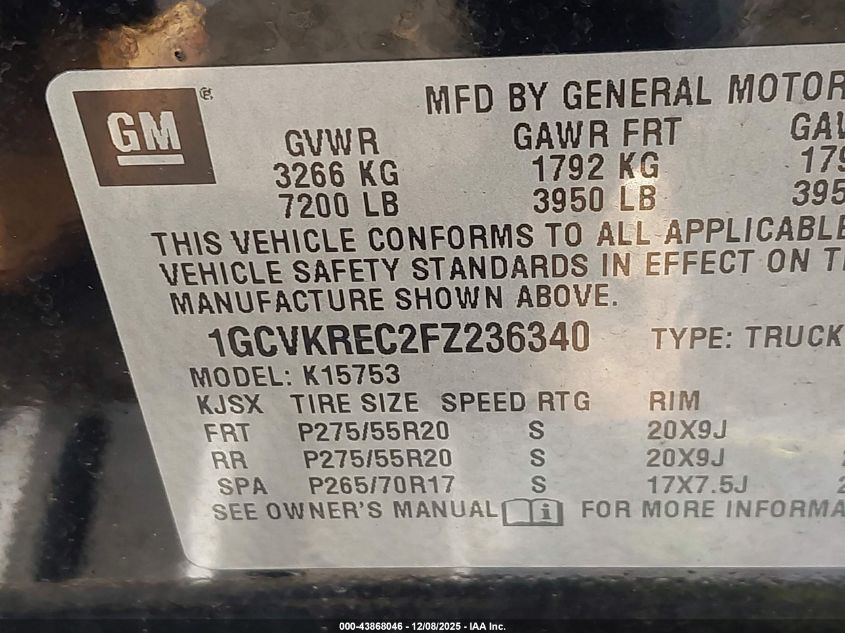 GM ®
MFD BY GENERAL MOTOR
GVWR GAWR FRT GAW
3266 KG 1792 KG 179
7200 LB 3950 LB 395
THIS VEHICLE CONFORMS TO ALL APPLICABLE
VEHICLE SAFETY STANDARDS IN EFFECT ON T
MANUFACTURE SHOWN ABOVE.
1GCVKREC2FZ236340 TYPE: TRUCK
MODEL: K15753
KJSX TIRE SIZE SPEED RTG RIM
FRT P275/55R20 S 20X9J
RR P275/55R20 S 20X9J
SPA P265/70R17 S 17X7.5J
SEE OWNER'S MANUAL i FOR MORE INFORMA
000-43868046 - 12/08/2025 - IAA Inc.